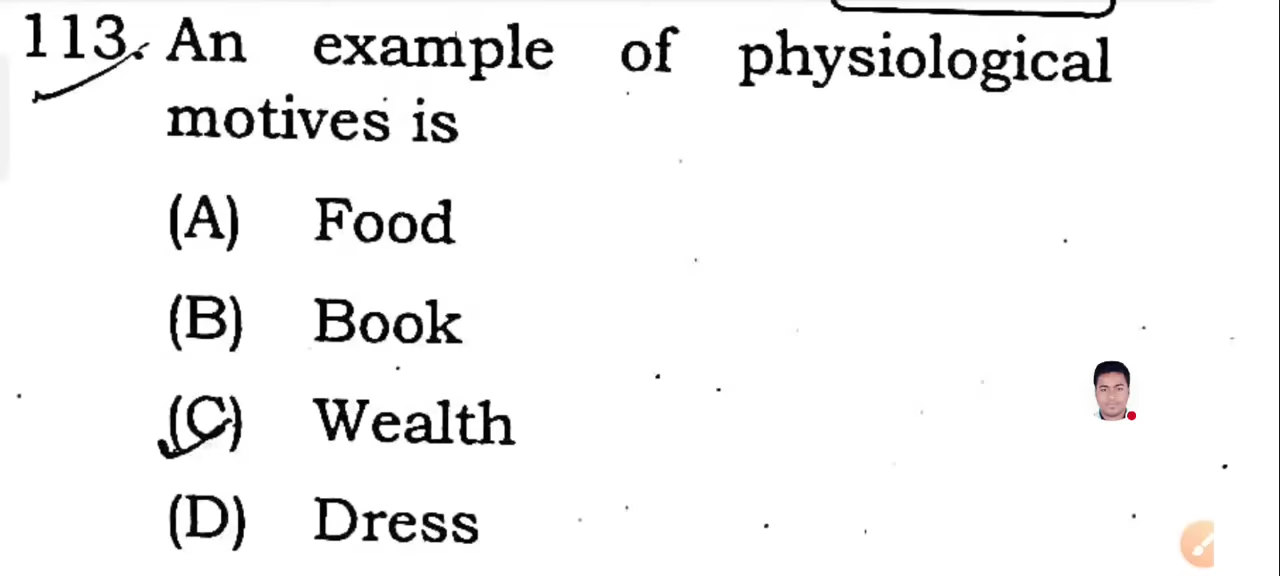 113. An example of physiological
motives is
(A) Food
(B) Book
(C) Wealth
(D) Dress